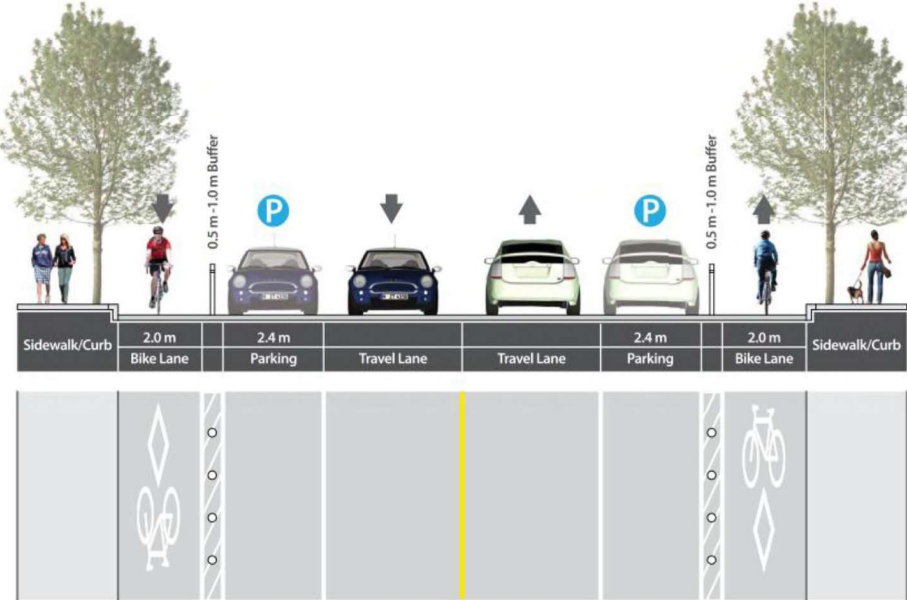 0.5 m -1.0 m Buffer
P
P
0.5 m -1.0 m Buffer
Sidewalk/Curb
2.0 m
Bike Lane
2.4 m
Parking
Travel Lane
Travel Lane
2.4 m
Parking
2.0 m
Bike Lane
Sidewalk/Curb